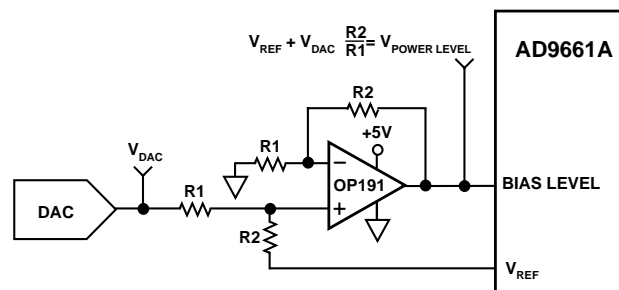 V_REF + V_DAC R2/R1 = V_POWER LEVEL
AD9661A
R2
+5V
V_DAC
R1
–
OP191
BIAS LEVEL
DAC
R1
+
R2
V_REF